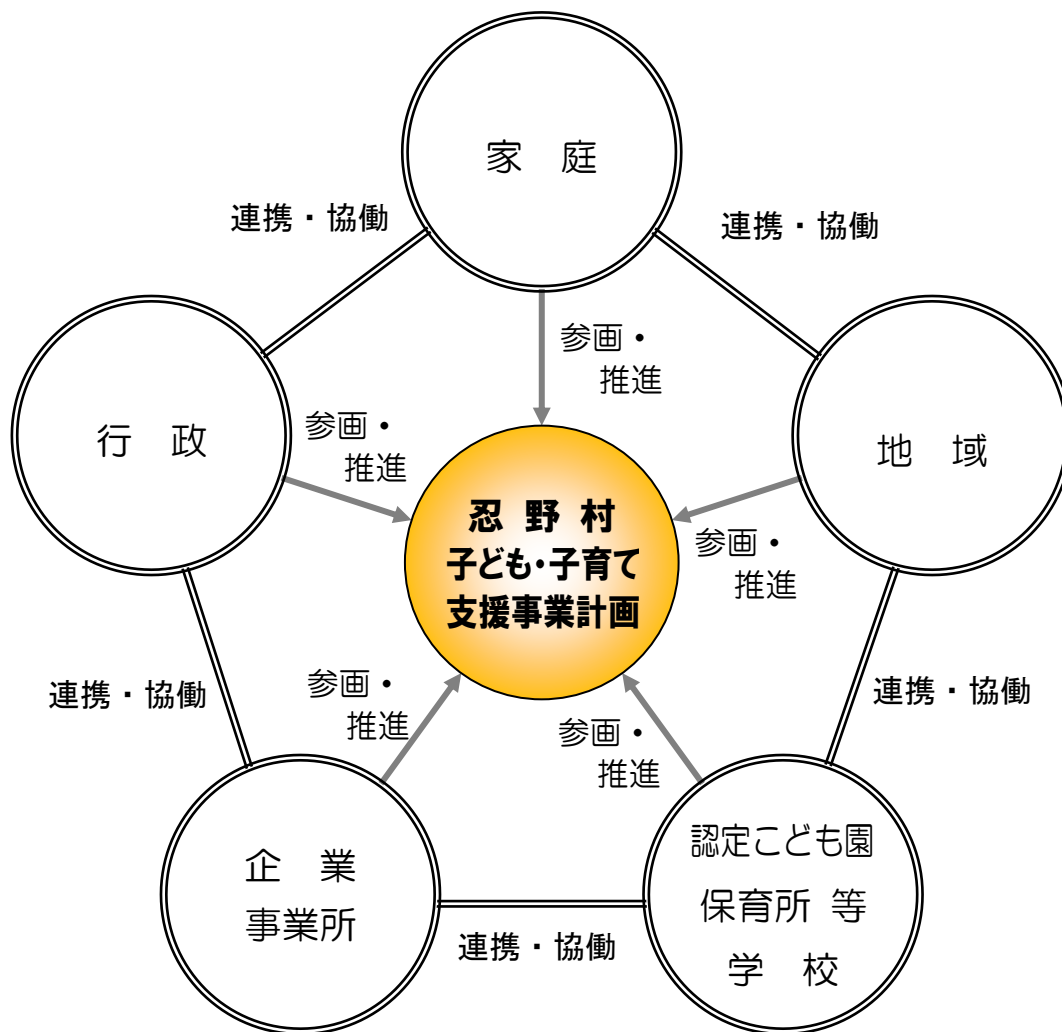 家　庭
連携・協働
連携・協働
参画・
推進
行　政
参画・
推進
地　域
忍 野 村
子ども・子育て
支援事業計画
参画・
推進
連携・協働
参画・
推進
連携・協働
参画・
推進
企　業
事業所
認定こども園
保育所 等
学　校
連携・協働